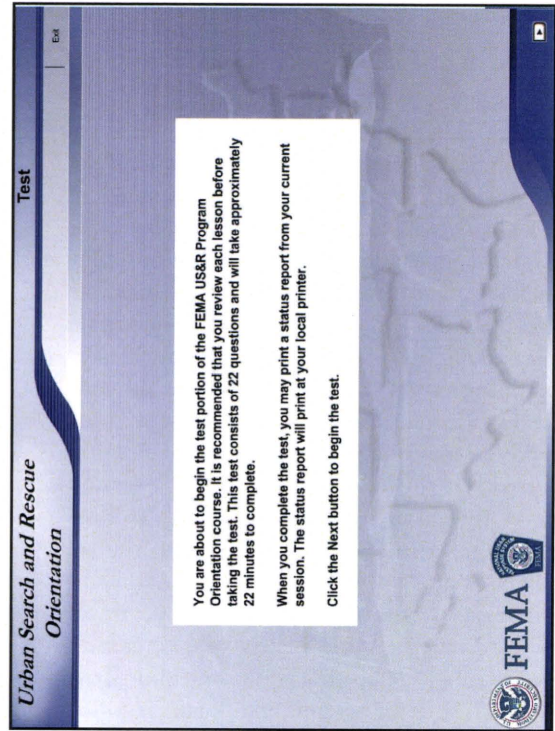 Urban Search and Rescue
Orientation
Test
Exit
You are about to begin the test portion of the FEMA US&R Program
Orientation course. It is recommended that you review each lesson before
taking the test. This test consists of 22 questions and will take approximately
22 minutes to complete.
When you complete the test, you may print a status report from your current
session. The status report will print at your local printer.
Click the Next button to begin the test.
FEMA